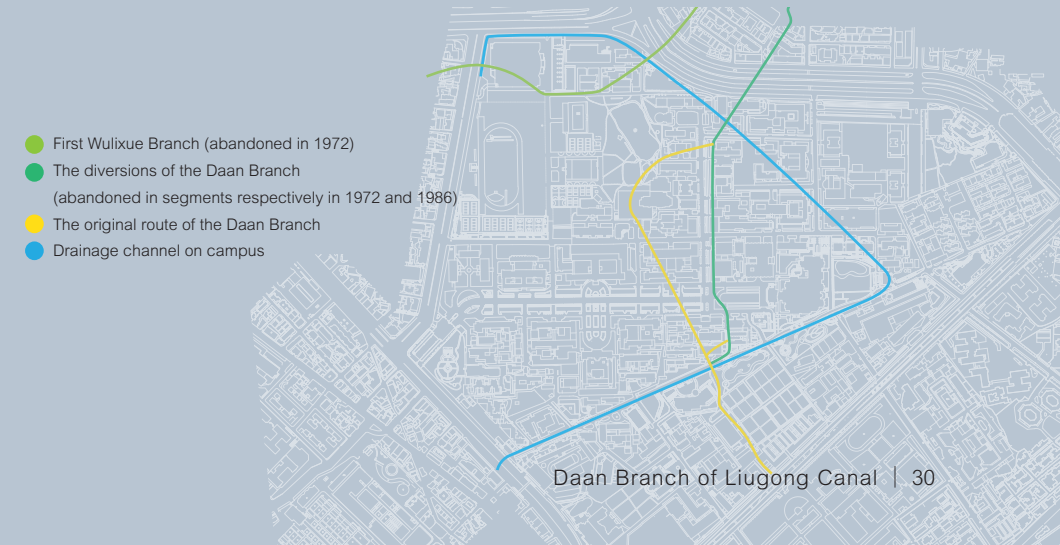 First Wulixue Branch (abandoned in 1972)
The diversions of the Daan Branch
(abandoned in segments respectively in 1972 and 1986)
The original route of the Daan Branch
Drainage channel on campus
Daan Branch of Liugong Canal | 30